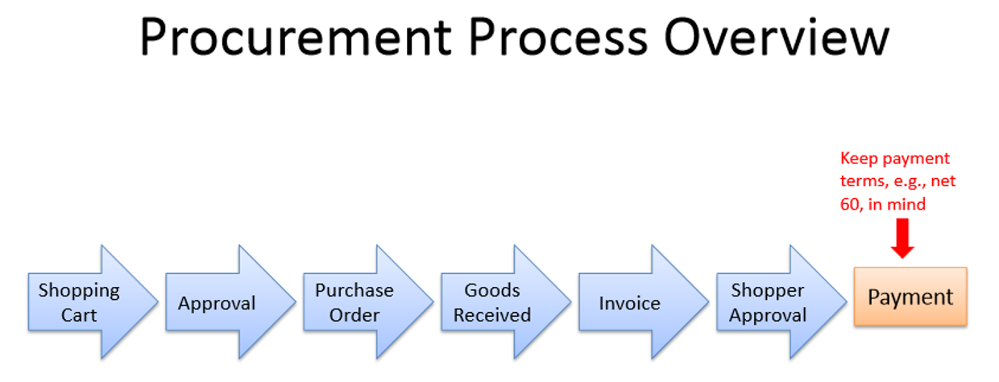 Procurement Process Overview
Keep payment
terms, e.g., net
60, in mind
Shopping
Cart
Approval
Purchase
Order
Goods
Received
Invoice
Shopper
Approval
Payment